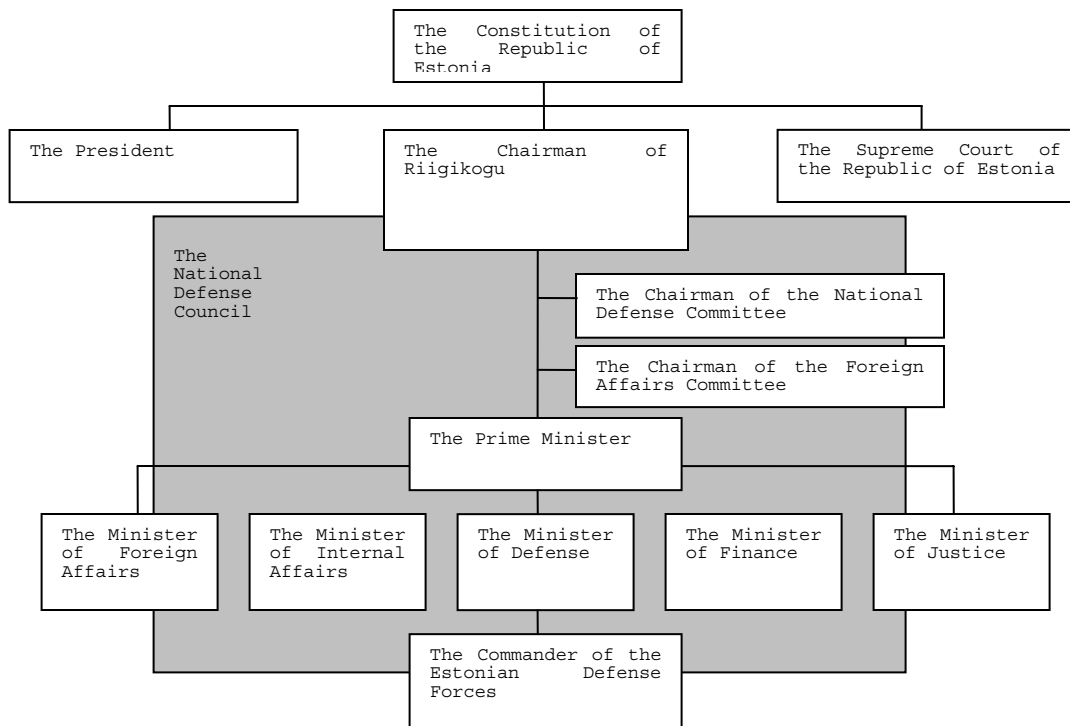 The Constitution of
the Republic of
Estonia
The President
The Chairman of
Riigikogu
The Supreme Court of
the Republic of Estonia
The
National
Defense
Council
The Chairman of the National
Defense Committee
The Chairman of the Foreign
Affairs Committee
The Prime Minister
The Minister
of Foreign
Affairs
The Minister
of Internal
Affairs
The Minister
of Defense
The Minister
of Finance
The Minister
of Justice
The Commander of the
Estonian Defense
Forces